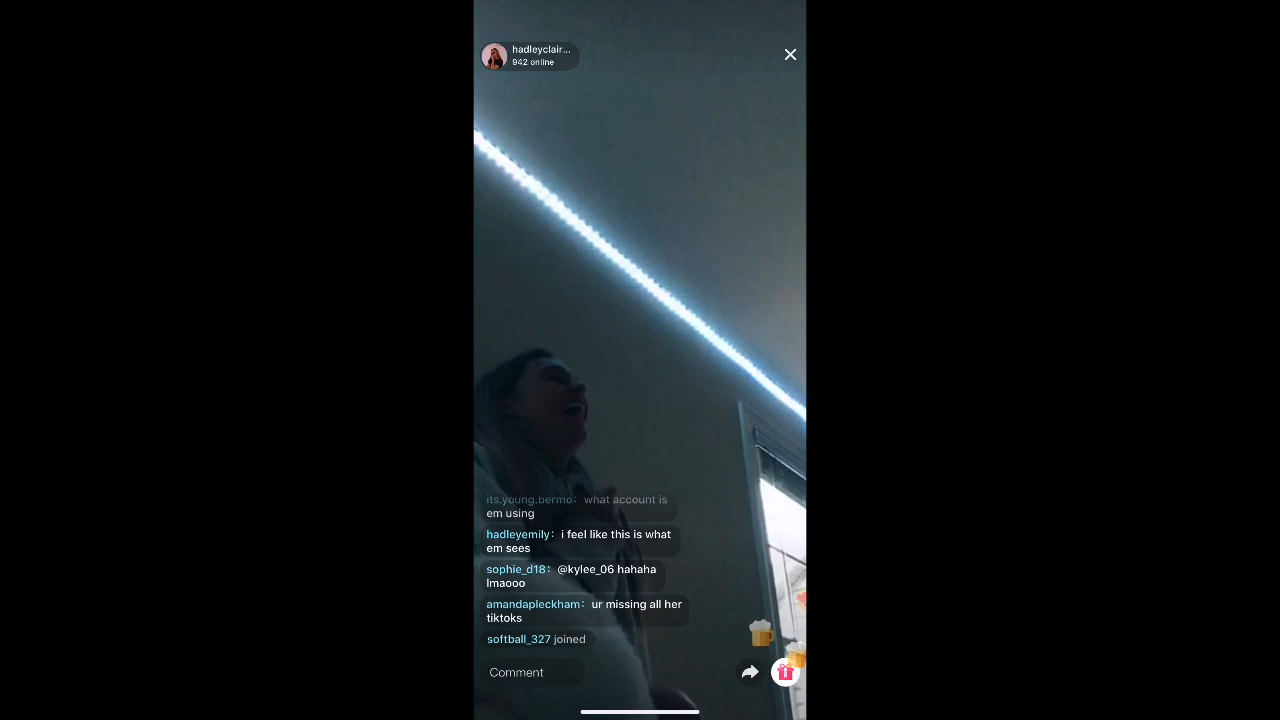 hadleyclair...
942 online
its.young.bermo: what account is
em using
hadleyemily: i feel like this is what
em sees
sophie_d18: @kylee_06 hahaha
lmaooo
amandapleckham: ur missing all her
tiktoks
softball_327 joined
Comment